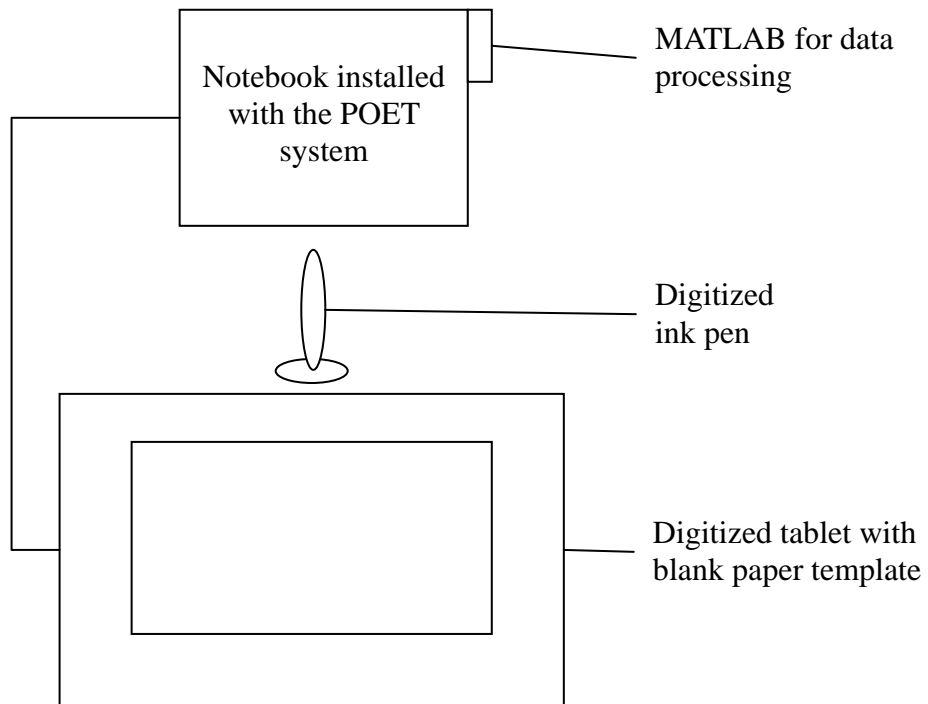 Notebook installed
with the POET
system
MATLAB for data
processing
Digitized
ink pen
Digitized tablet with
blank paper template